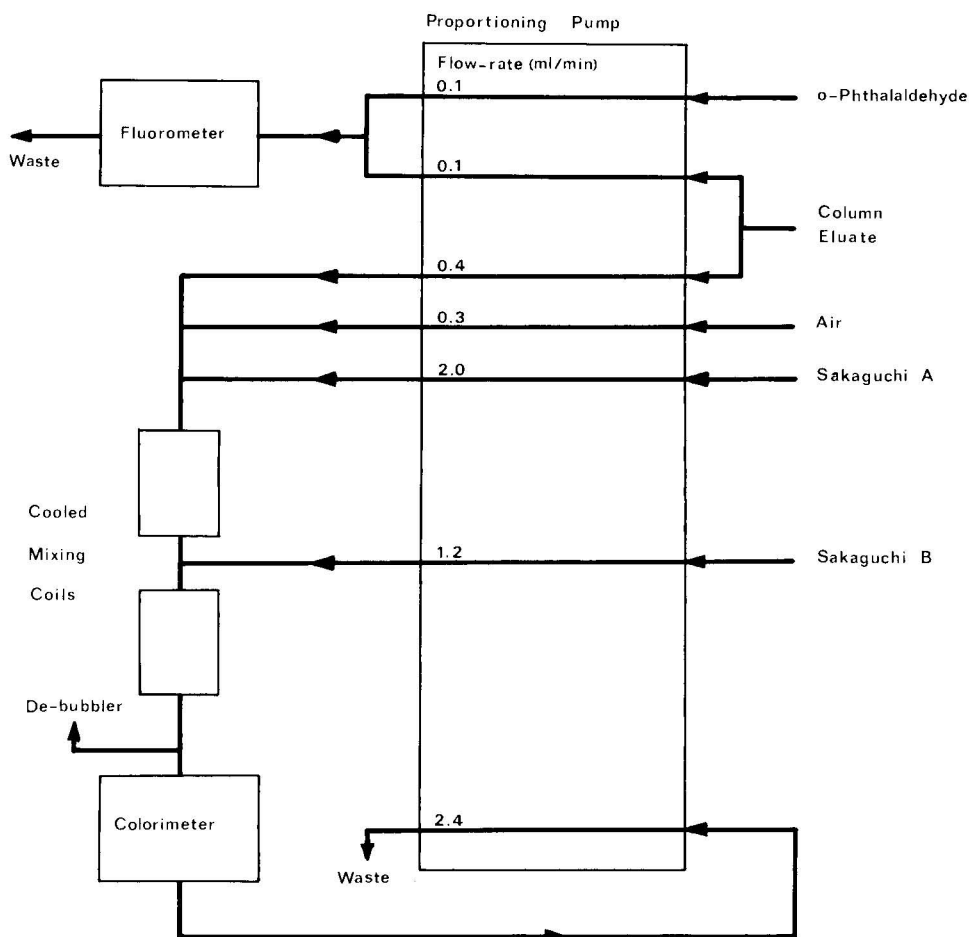 Proportioning Pump
Flow-rate (ml/min)
0.1
o-Phthalaldehyde
Fluorometer
Waste
0.1
Column
Eluate
0.4
0.3
Air
2.0
Sakaguchi A
Cooled
Mixing
Coils
1.2
Sakaguchi B
De-bubbler
Colorimeter
2.4
Waste